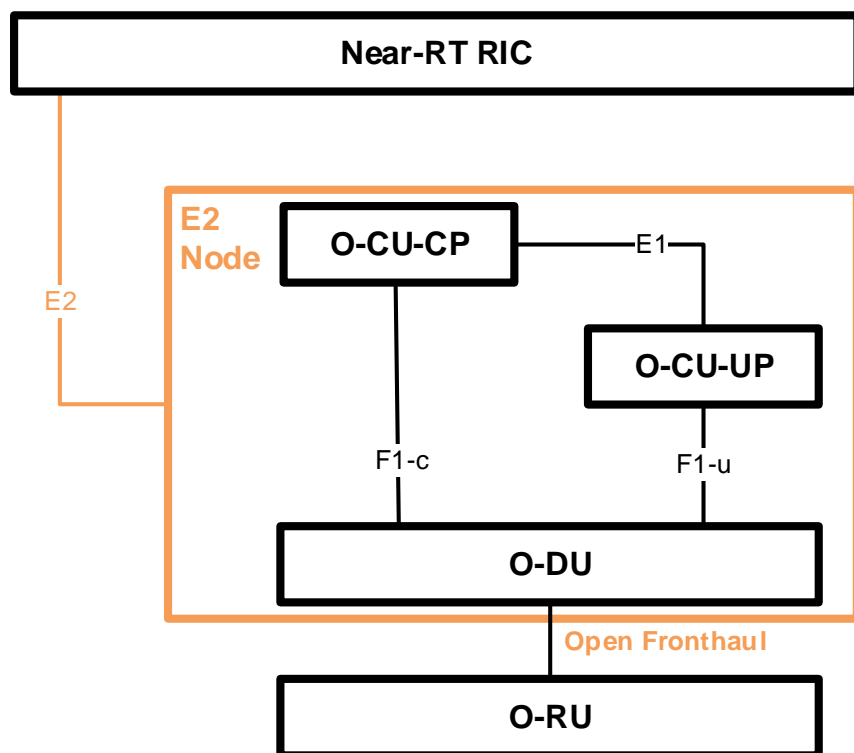 Near-RT RIC
E2
Node
O-CU-CP
E1
E2
O-CU-UP
F1-c
F1-u
O-DU
Open Fronthaul
O-RU